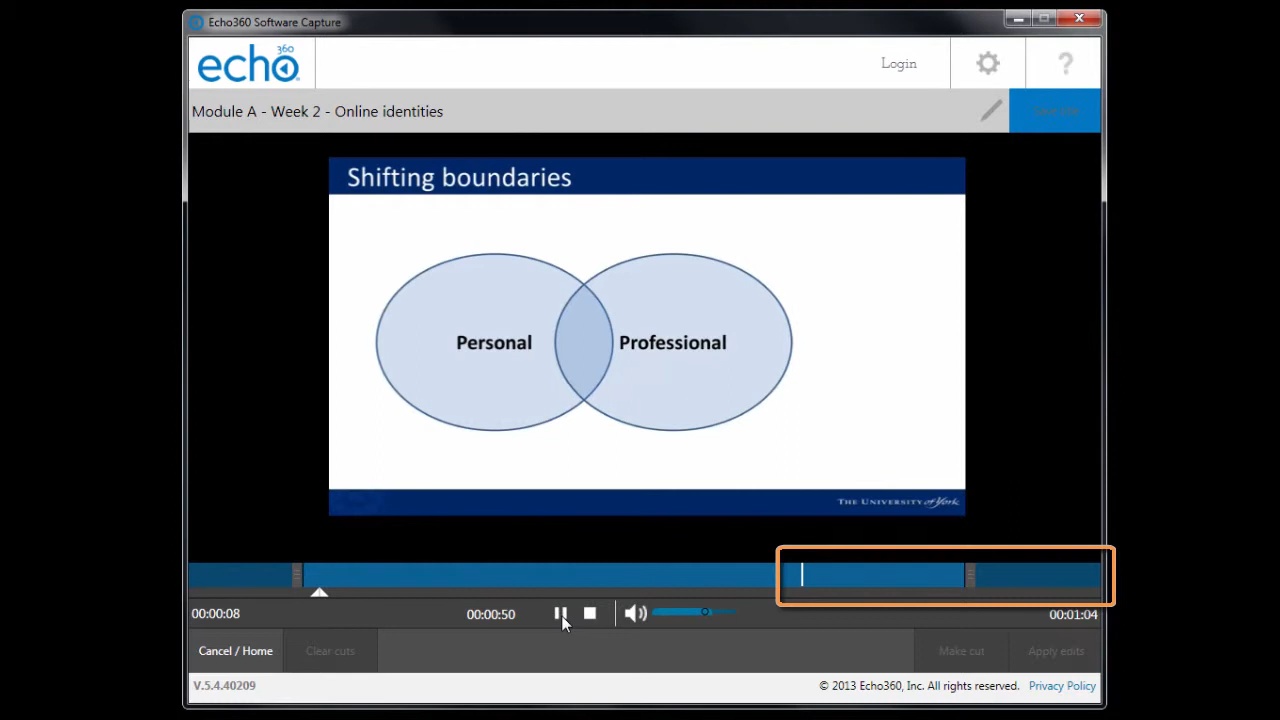 Echo360 Software Capture
echo360
Login
?
Module A - Week 2 - Online identities
Shifting boundaries
Personal
Professional
THE UNIVERSITY of York
00:00:08
00:00:50
00:01:04
Cancel / Home
Clear cuts
Make cut
Apply edits
V.5.4.40209
© 2013 Echo360, Inc. All rights reserved.
Privacy Policy